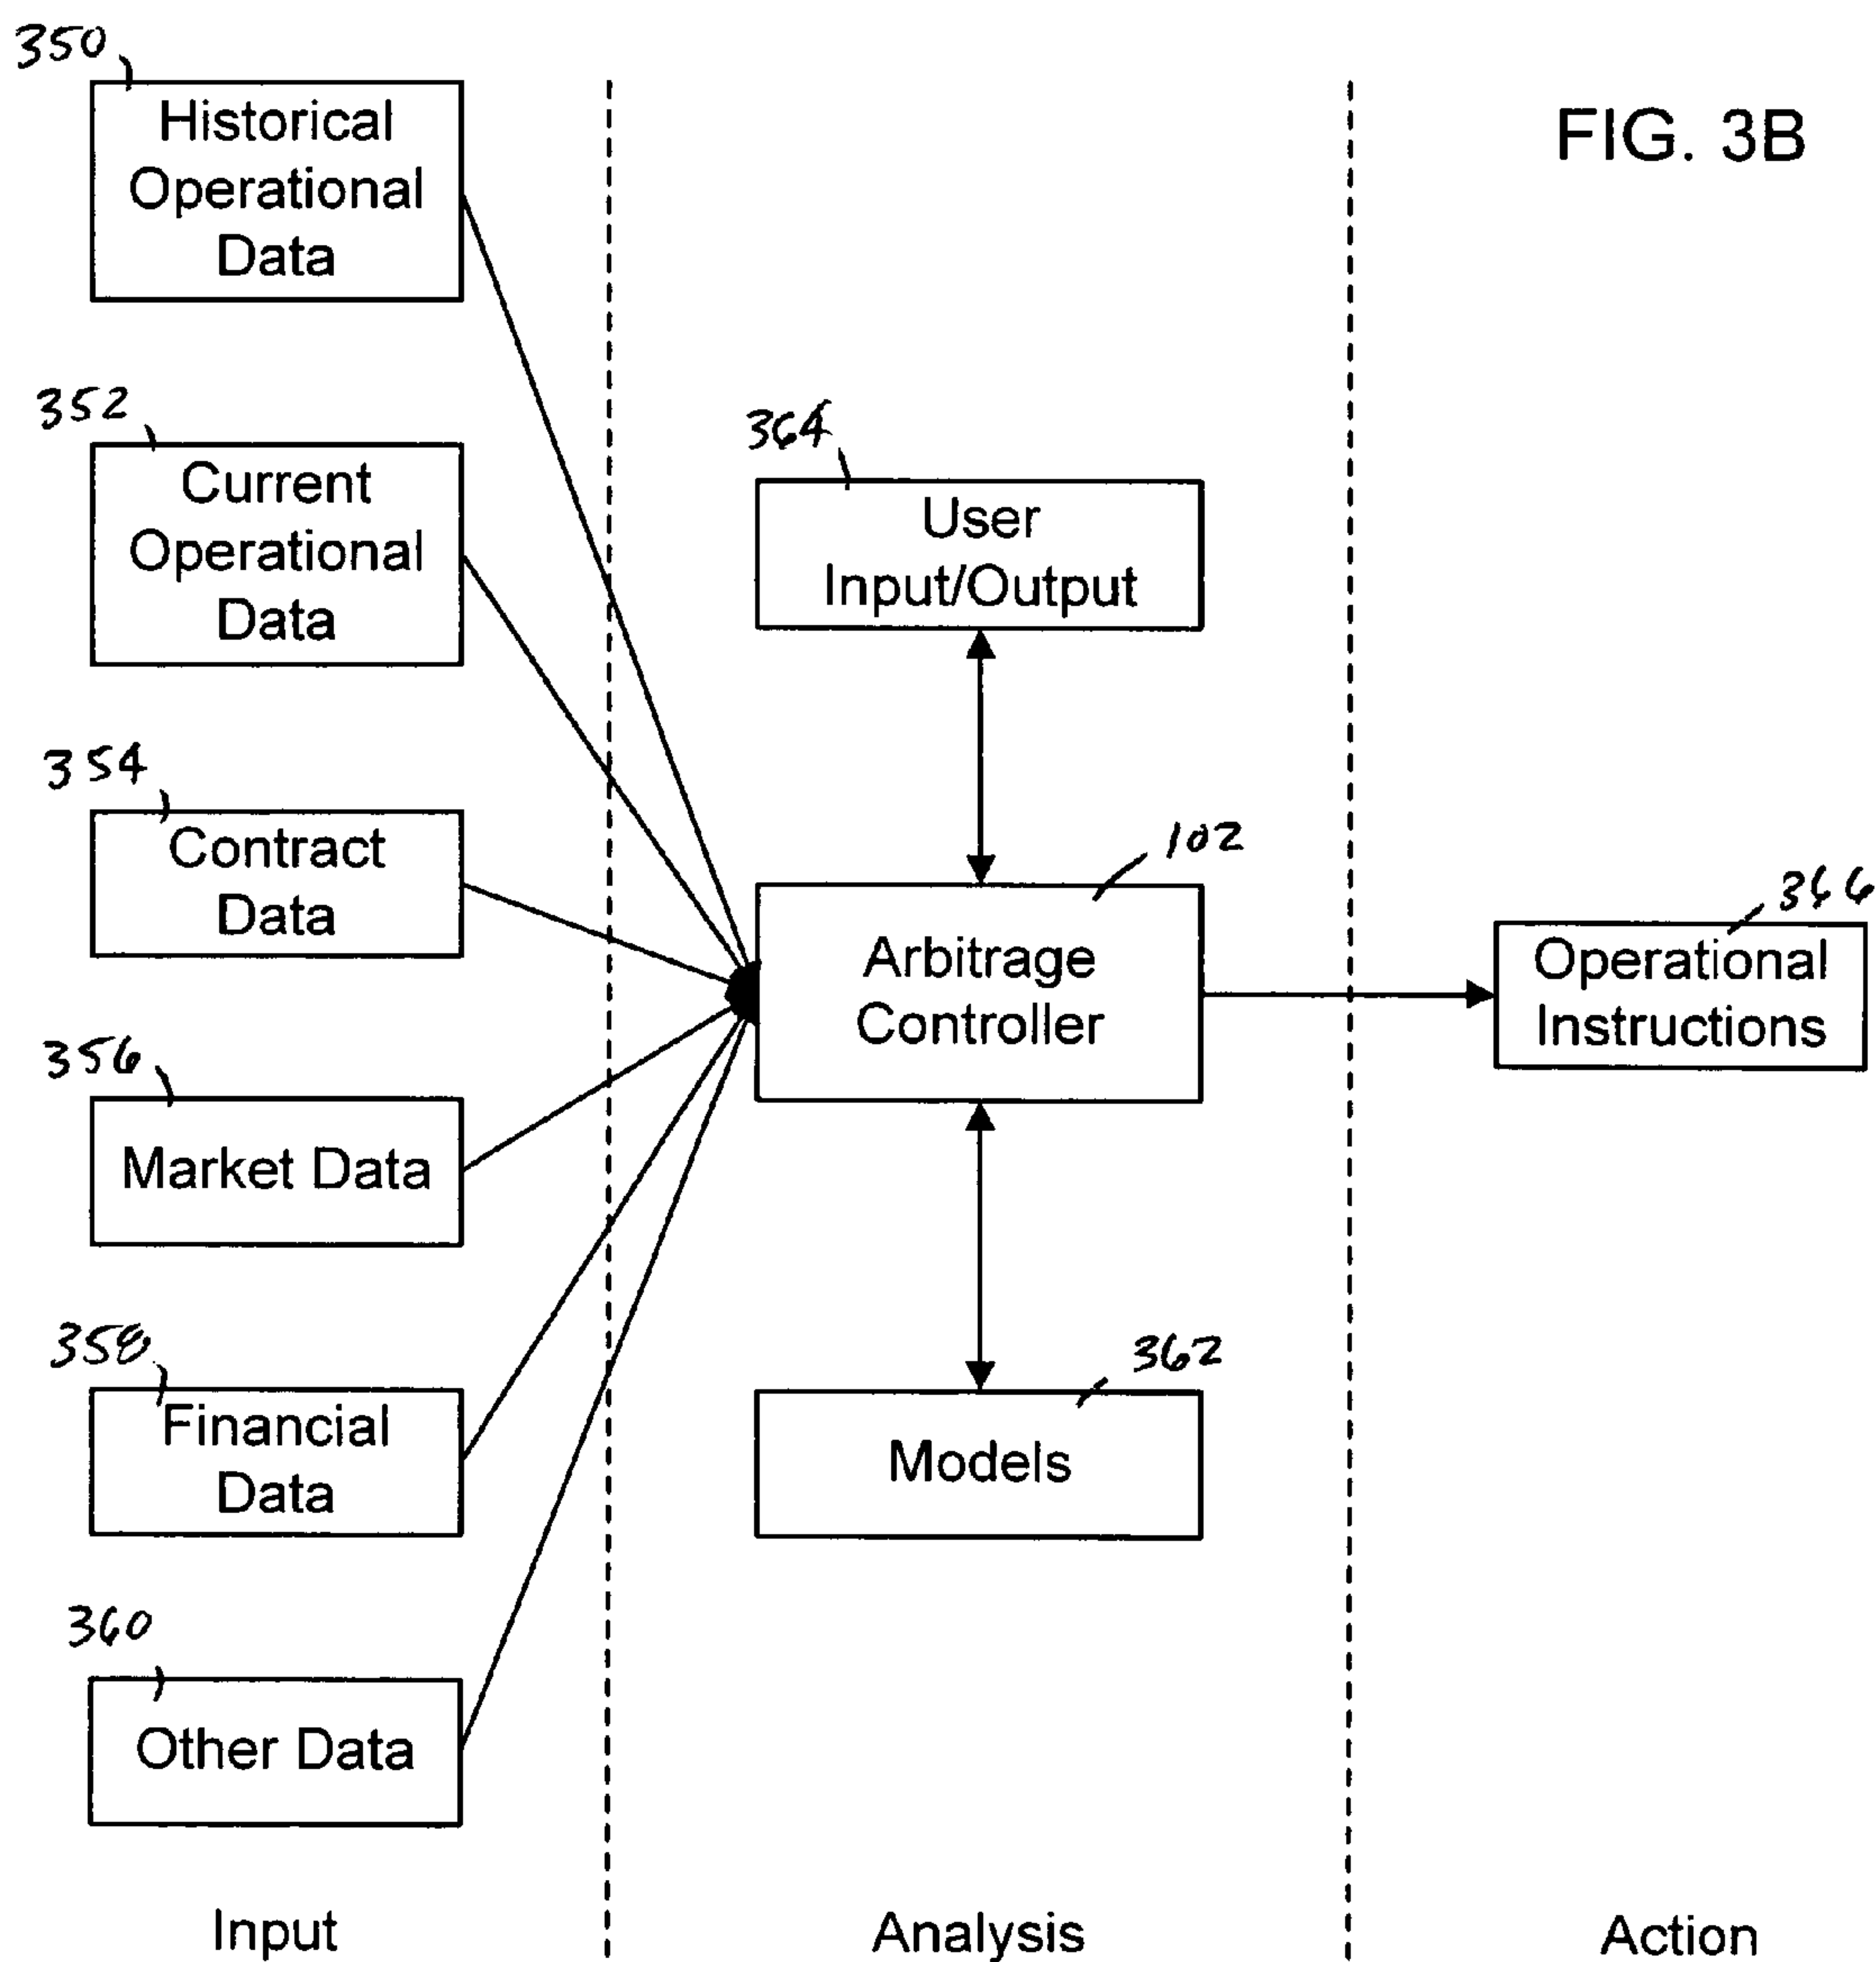 FIG. 3B
350
Historical
Operational
Data
352
Current
Operational
Data
354
Contract
Data
356
Market Data
358
Financial
Data
360
Other Data
Input
364
User
Input/Output
102
Arbitrage
Controller
362
Models
Analysis
366
Operational
Instructions
Action